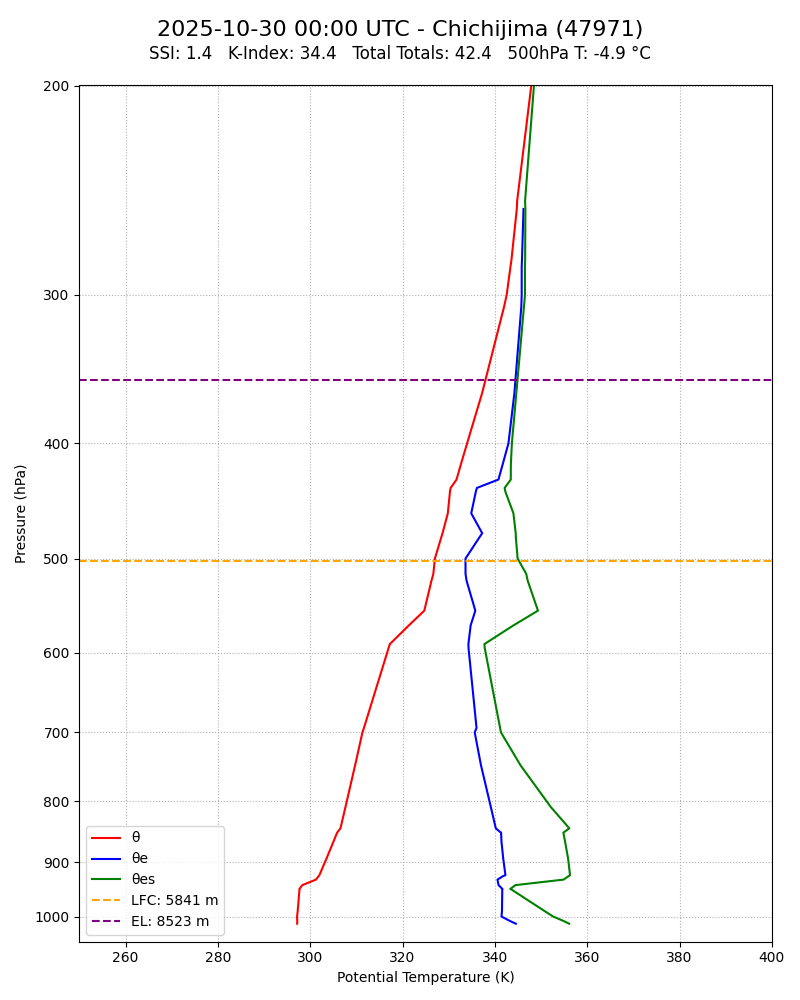 2025-10-30 00:00 UTC - Chichijima (47971)
SSI: 1.4   K-Index: 34.4   Total Totals: 42.4   500hPa T: -4.9 °C
Pressure (hPa)
200
300
400
500
600
700
800
900
1000
θ
θe
θes
LFC: 5841 m
EL: 8523 m
260
280
300
320
340
360
380
400
Potential Temperature (K)